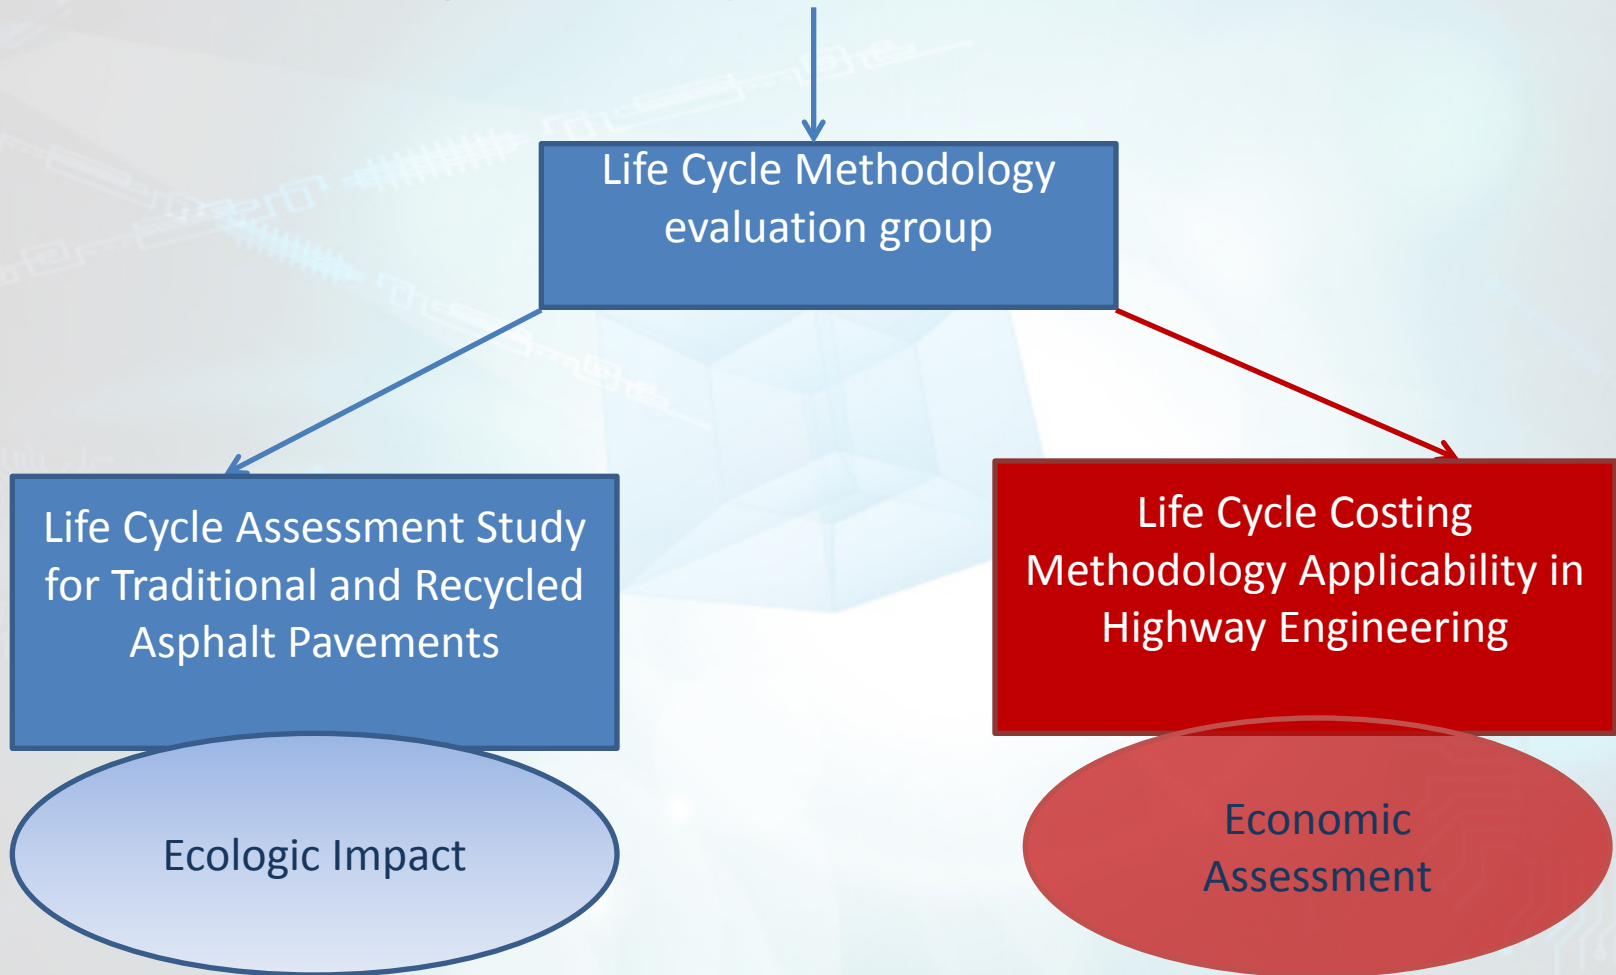 Life Cycle Methodology
evaluation group
Life Cycle Assessment Study
for Traditional and Recycled
Asphalt Pavements
Life Cycle Costing
Methodology Applicability in
Highway Engineering
Ecologic Impact
Economic
Assessment